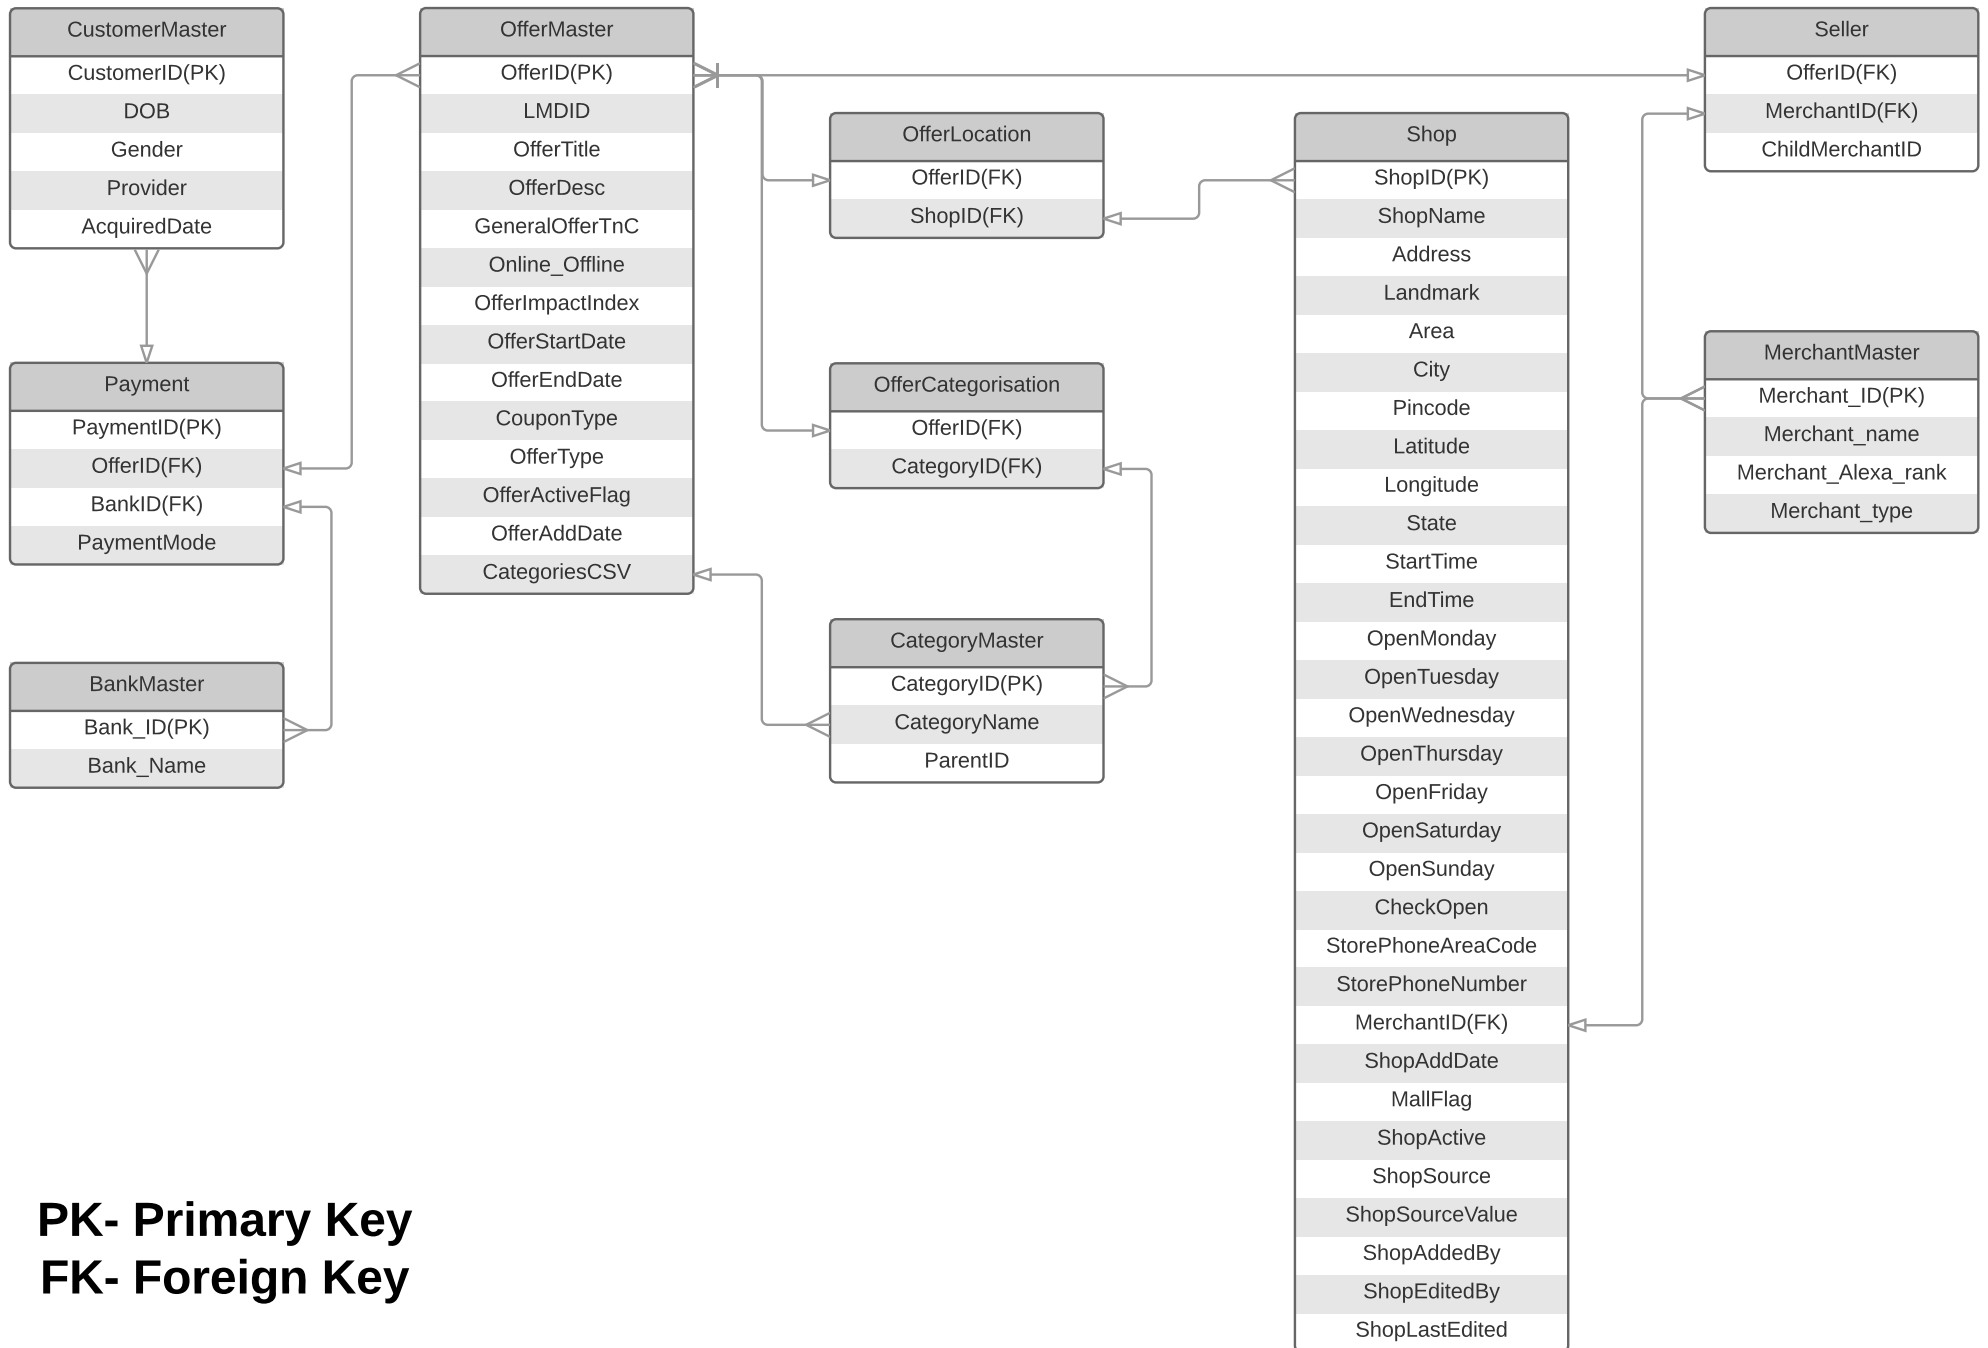 CustomerMaster
CustomerID(PK)
DOB
Gender
Provider
AcquiredDate
Payment
PaymentID(PK)
OfferID(FK)
BankID(FK)
PaymentMode
BankMaster
Bank_ID(PK)
Bank_Name
OfferMaster
OfferID(PK)
LMDID
OfferTitle
OfferDesc
GeneralOfferTnC
Online_Offline
OfferImpactIndex
OfferStartDate
OfferEndDate
CouponType
OfferType
OfferActiveFlag
OfferAddDate
CategoriesCSV
OfferLocation
OfferID(FK)
ShopID(FK)
OfferCategorisation
OfferID(FK)
CategoryID(FK)
CategoryMaster
CategoryID(PK)
CategoryName
ParentID
Shop
ShopID(PK)
ShopName
Address
Landmark
Area
City
Pincode
Latitude
Longitude
State
StartTime
EndTime
OpenMonday
OpenTuesday
OpenWednesday
OpenThursday
OpenFriday
OpenSaturday
OpenSunday
CheckOpen
StorePhoneAreaCode
StorePhoneNumber
MerchantID(FK)
ShopAddDate
MallFlag
ShopActive
ShopSource
ShopSourceValue
ShopAddedBy
ShopEditedBy
ShopLastEdited
Seller
OfferID(FK)
MerchantID(FK)
ChildMerchantID
MerchantMaster
Merchant_ID(PK)
Merchant_name
Merchant_Alexa_rank
Merchant_type
PK- Primary Key
FK- Foreign Key